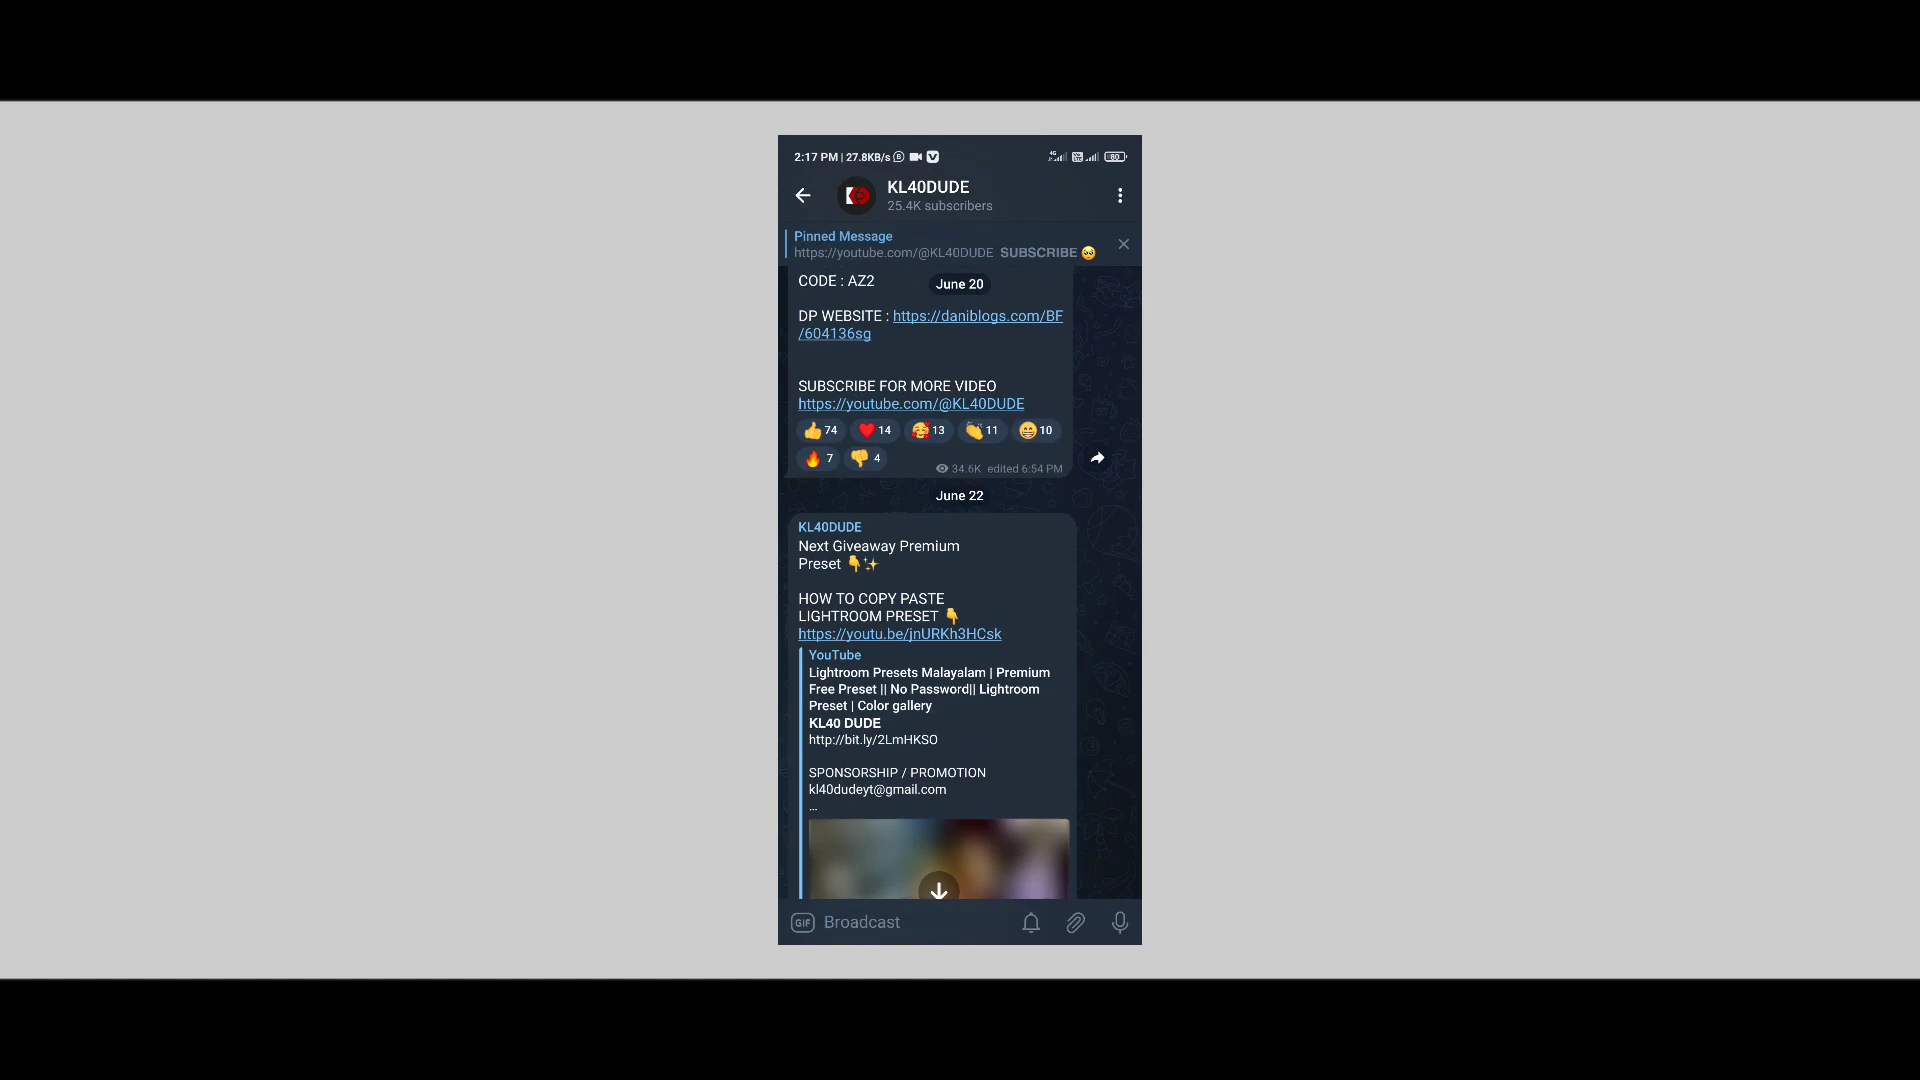 2:17 PM | 27.8KB/s
80
KL40DUDE
25.4K subscribers
Pinned Message
https://youtube.com/@KL40DUDE SUBSCRIBE 🥺
CODE : AZ2
June 20
DP WEBSITE : https://daniblogs.com/BF
/604136sg
SUBSCRIBE FOR MORE VIDEO
https://youtube.com/@KL40DUDE
👍 74 ❤️ 14 🥰 13 👏 11 😁 10
🔥 7 👎 4
34.6K edited 6:54 PM
June 22
KL40DUDE
Next Giveaway Premium
Preset 👇✨
HOW TO COPY PASTE
LIGHTROOM PRESET 👇
https://youtu.be/jnURKh3HCsk
YouTube
Lightroom Presets Malayalam | Premium
Free Preset || No Password|| Lightroom
Preset | Color gallery
KL40 DUDE
http://bit.ly/2LmHKSO
SPONSORSHIP / PROMOTION
kl40dudeyt@gmail.com
...
GIF Broadcast